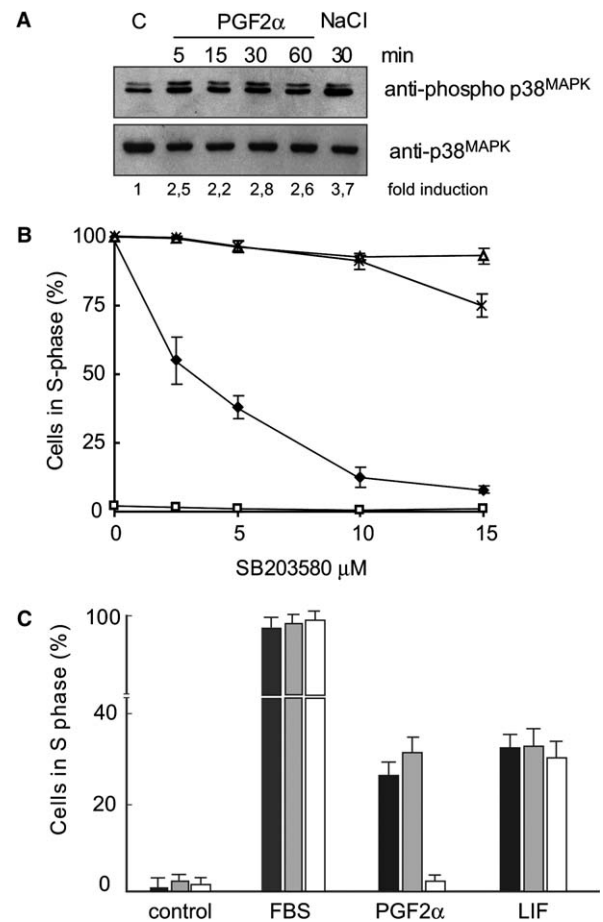 A
C PGF2α NaCl
5 15 30 60 30 min
anti-phospho p38MAPK
anti-p38MAPK
1 2,5 2,2 2,8 2,6 3,7 fold induction
B
Cells in S-phase (%)
100
75
50
25
0
0 5 10 15
SB203580 μM
C
Cells in S phase (%)
100
40
20
0
control FBS PGF2α LIF